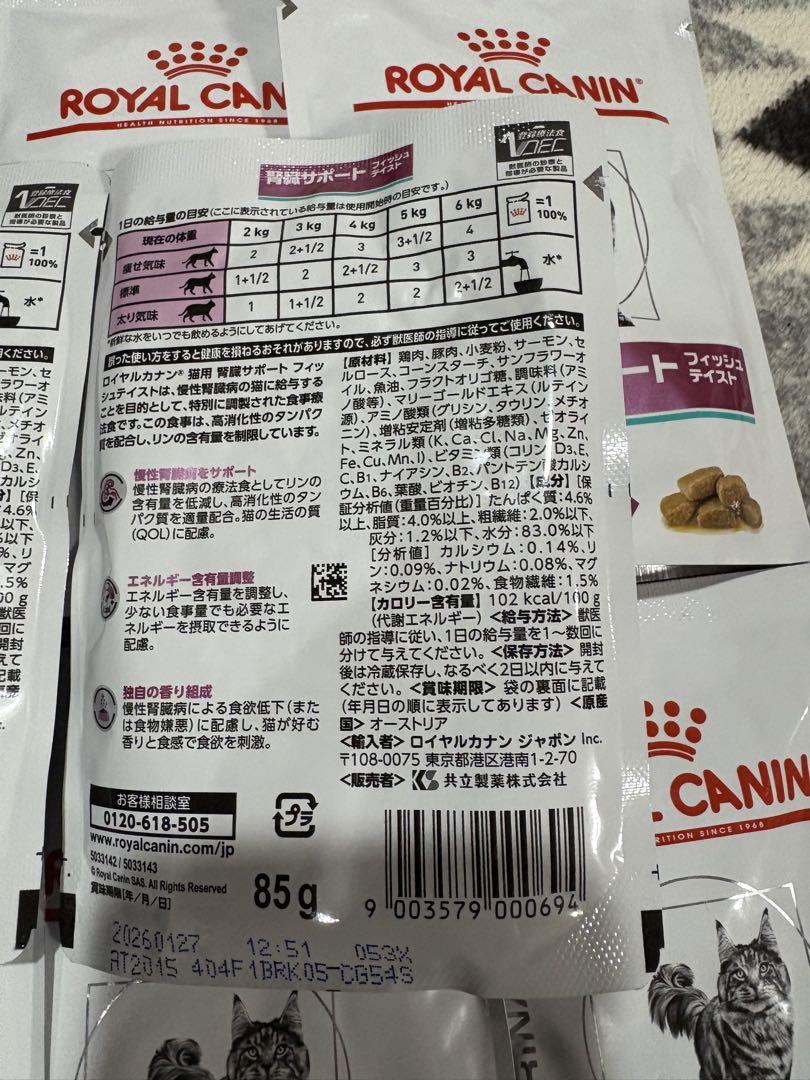 ROYAL CAN
HEALTH NUTRITION SINCE 1968
ROYAL CANIN
腎臓サポート フィッシュテイスト
1 登録療法食
DEC
獣医師の診療と
指導が必要な製品
1日の給与量の目安(ここに表示されている給与量は使用開始時の目安です。)
現在の体重 2 kg 3 kg 4 kg 5 kg 6 kg
痩せ気味 2 2+1/2 3 3+1/2 4
標準 1+1/2 2 2+1/2 3 3
太り気味 1 1+1/2 2 2 2+1/2
=1
100%
水*
*新鮮な水をいつでも飲めるようにしてあげてください。
誤った使い方をすると健康を損ねるおそれがありますので、必ず獣医師の指導に従ってご使用ください。
ロイヤルカナン® 猫用 腎臓サポート フィッ
シュテイストは、慢性腎臓病の猫に給与する
ことを目的として、特別に調製された食事療
法食です。この食事は、高消化性のタンパク
質を配合し、リンの含有量を制限しています。
慢性腎臓病をサポート
慢性腎臓病の療法食としてリンの
含有量を低減し、高消化性のタン
パク質を適量配合。猫の生活の質
(QOL)に配慮。
エネルギー含有量調整
エネルギー含有量を調整し、
少ない食事量でも必要なエ
ネルギーを摂取できるように
配慮。
独自の香り組成
慢性腎臓病による食欲低下(また
は食物嫌悪)に配慮し、猫が好む
香りと食感で食欲を刺激。
【原材料】鶏肉、豚肉、小麦粉、サーモン、セ
ルロース、コーンスターチ、サンフラワーオ
イル、魚油、フラクトオリゴ糖、調味料(アミ
ノ酸等)、マリーゴールドエキス(ルテイン
源)、アミノ酸類(グリシン、タウリン、メチオ
ニン)、増粘安定剤(増粘多糖類)、ゼオライ
ト、ミネラル類(K、Ca、Cl、Na、Mg、Zn、
Fe、Cu、Mn、I)、ビタミン類(コリン、D3、E、
C、B1、ナイアシン、B2、パントテン酸カルシ
ウム、B6、葉酸、ビオチン、B12)【成分】[保
証分析値(重量百分比)]たんぱく質:4.6%
以上、脂質:4.0%以上、粗繊維:2.0%以下、
灰分:1.2%以下、水分:83.0%以下
[分析値] カルシウム:0.14%、リ
ン:0.09%、ナトリウム:0.08%、マグ
ネシウム:0.02%、食物繊維:1.5%
【カロリー含有量】102 kcal/100 g
(代謝エネルギー)<給与方法>獣医
師の指導に従い、1日の給与量を1〜数回に
分けて与えてください。<保存方法>開封
後は冷蔵保存し、なるべく2日以内に与えて
ください。<賞味期限>袋の裏面に記載
(年月日の順に表示してあります)<原産
国>オーストリア
<輸入者>ロイヤルカナン ジャポン Inc.
〒108-0075 東京都港区港南1-2-70
<販売者> 共立製薬株式会社
お客様相談室
0120-618-505
www.royalcanin.com/jp
5033142 / 5033143
© Royal Canin SAS. All Rights Reserved
賞味期限[年/月/日]
プラ
85g
9 003579 000694
20260127 12:51 053X
AT2015 404F1BRK05-CG54S
ート フィッシュ
テイスト
CANIN
RITION SINCE 1968